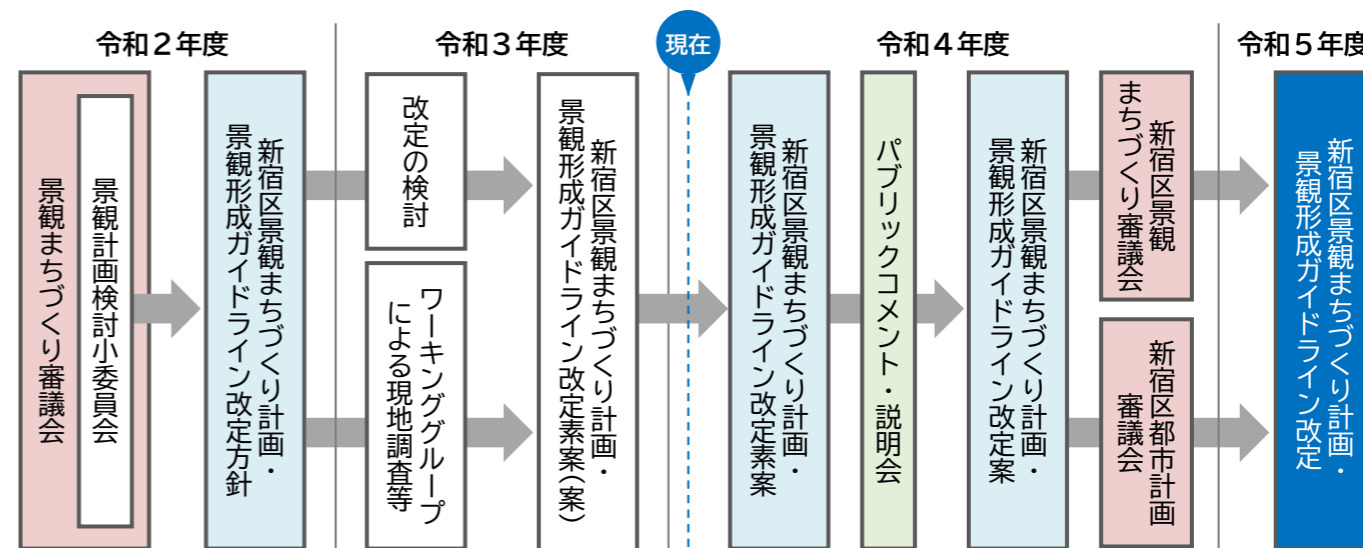 令和2年度
令和3年度
現在
令和4年度
令和5年度
景観まちづくり審議会
景観計画検討小委員会
新宿区景観まちづくり計画・
景観形成ガイドライン改定方針
改定の検討
ワーキンググループ
による現地調査等
新宿区景観まちづくり計画・
景観形成ガイドライン改定素案(案)
新宿区景観まちづくり計画・
景観形成ガイドライン改定素案
パブリックコメント・説明会
新宿区景観まちづくり計画・
景観形成ガイドライン改定案
新宿区景観
まちづくり審議会
新宿区都市計画
審議会
新宿区景観まちづくり計画・
景観形成ガイドライン改定